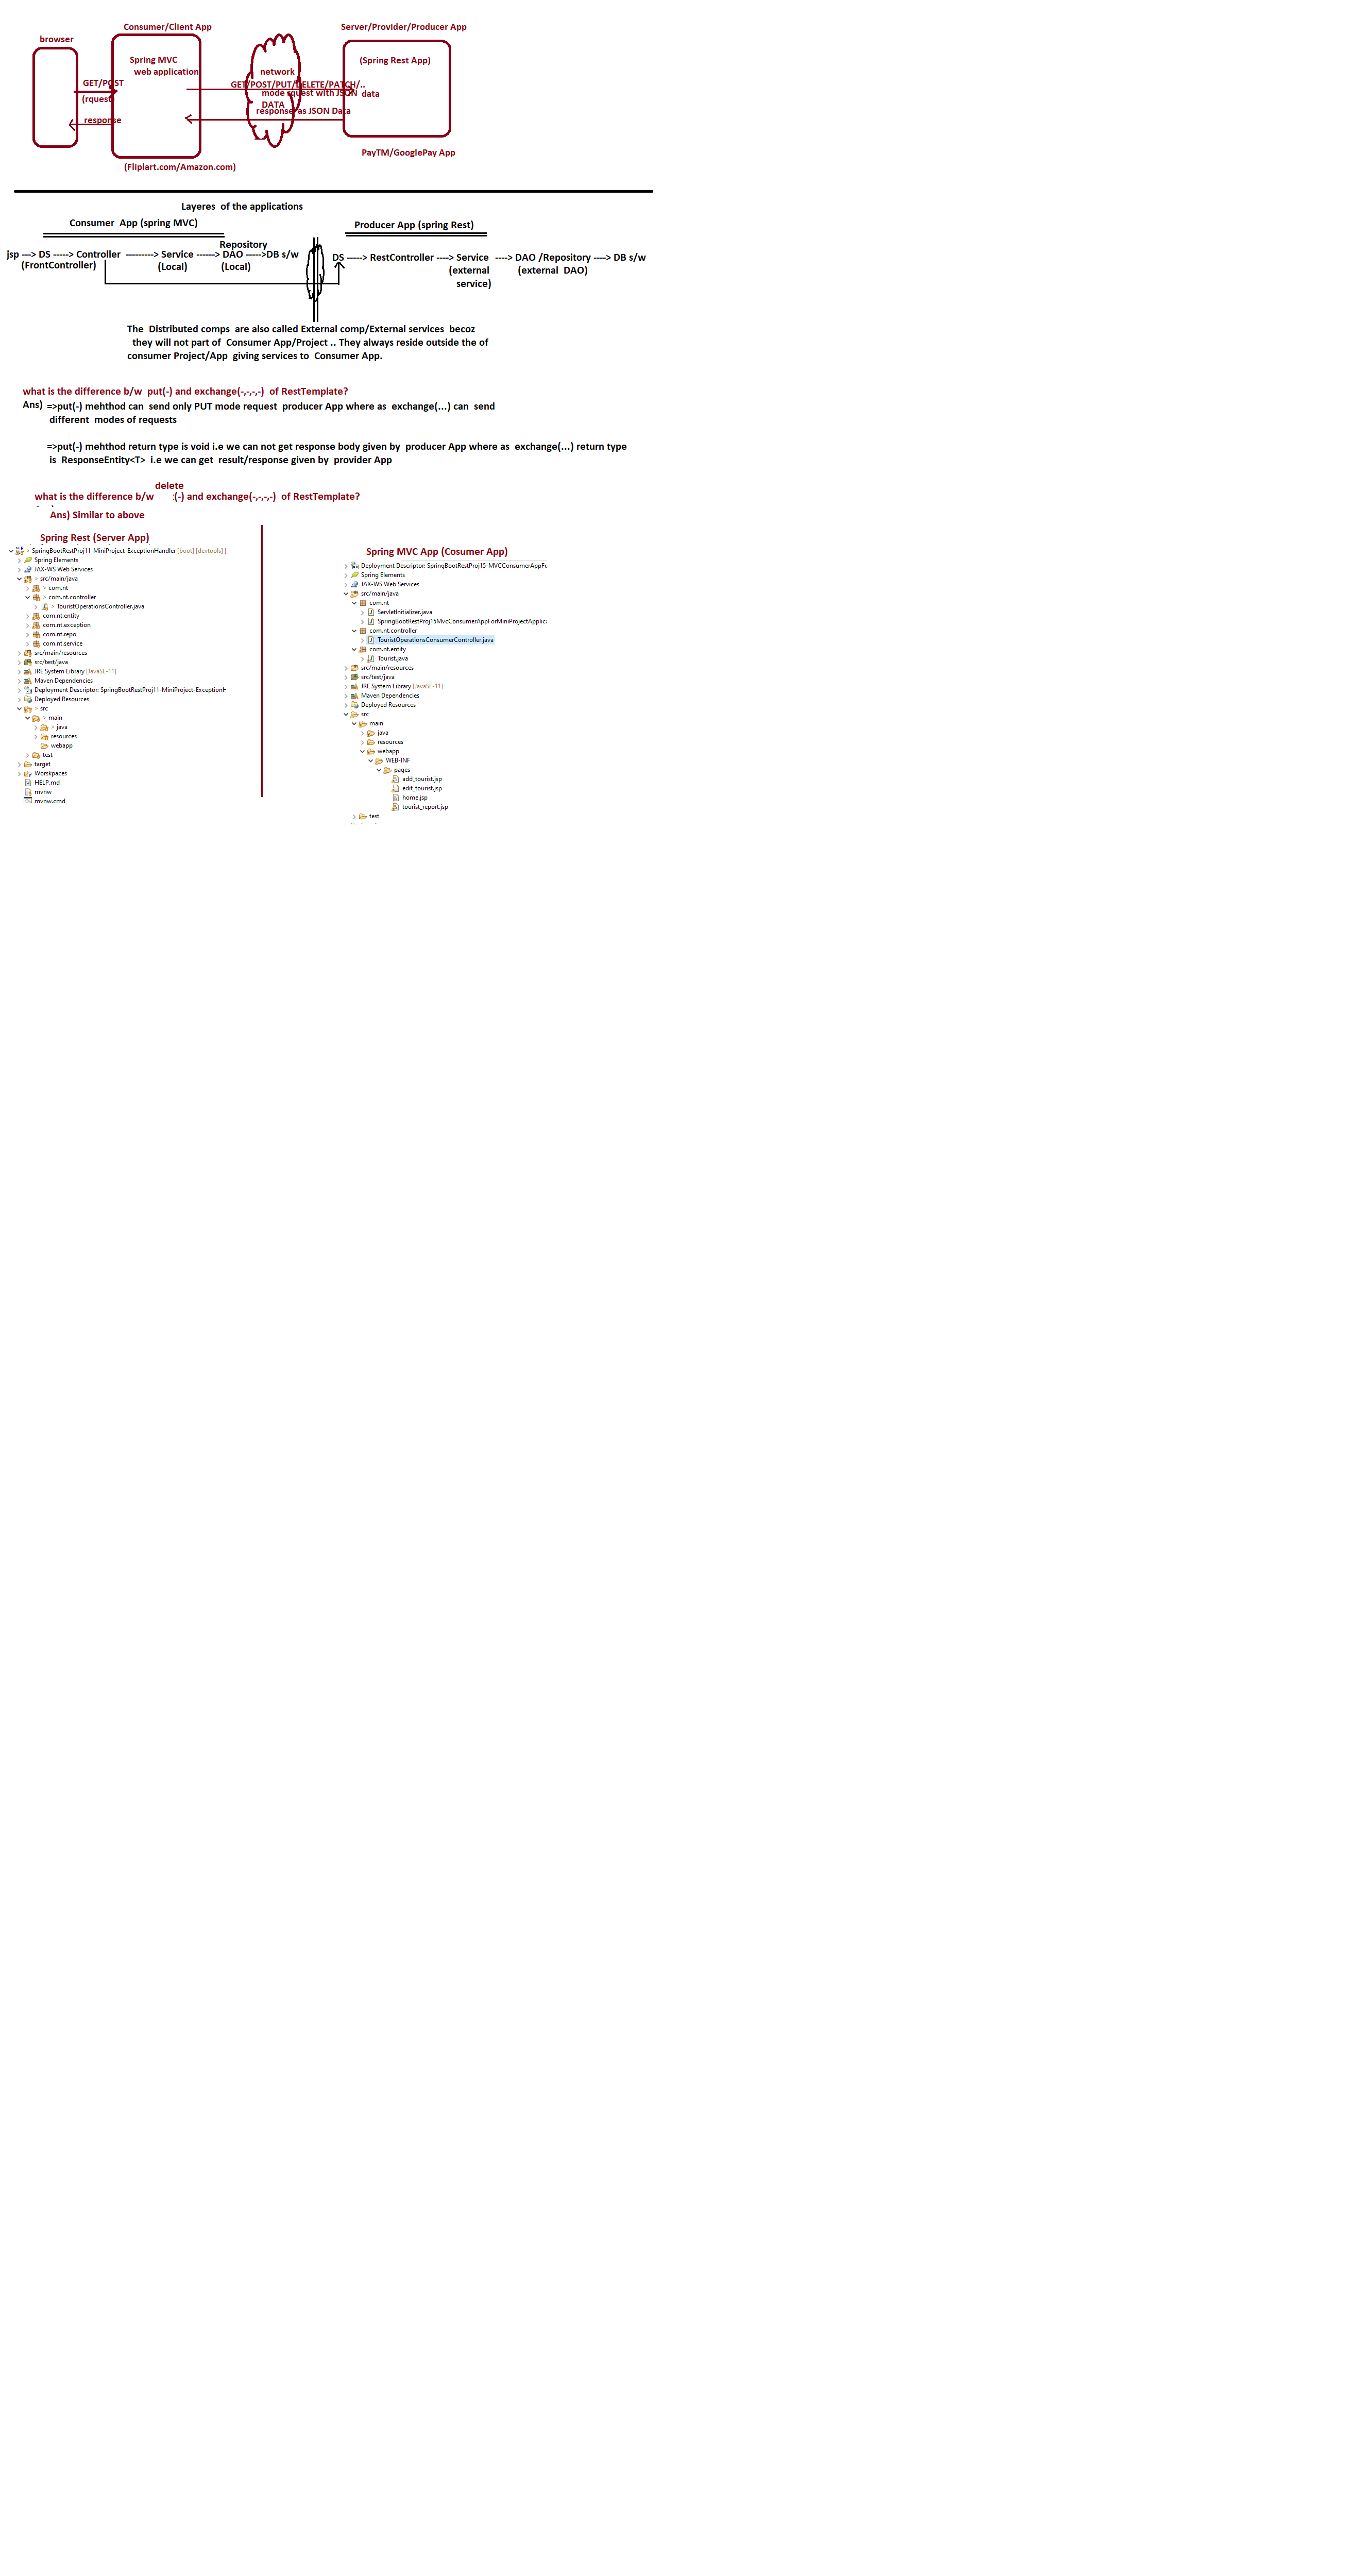 Consumer/Client App
Server/Provider/Producer App
browser
Spring MVC
web application
network
(Spring Rest App)
GET/POST
GET/POST/PUT/DELETE/PATCH/..
mode rquest with JSON data
(rquest)
DATA
response as JSON Data
response
PayTM/GooglePay App
(Fliplart.com/Amazon.com)
Layeres of the applications
Consumer App (spring MVC)
Producer App (spring Rest)
Repository
jsp ---> DS -----> Controller ---------> Service ------> DAO ----->DB s/w
(FrontController) (Local) (Local)
DS -----> RestController ----> Service ----> DAO /Repository ----> DB s/w
(external (external DAO)
service)
The Distributed comps are also called External comp/External services becoz
they will not part of Consumer App/Project .. They always reside outside the of
consumer Project/App giving services to Consumer App.
what is the difference b/w put(-) and exchange(-,-,-,-) of RestTemplate?
Ans) =>put(-) mehthod can send only PUT mode request producer App where as exchange(...) can send
different modes of requests
=>put(-) mehthod return type is void i.e we can not get response body given by producer App where as exchange(...) return type
is ResponseEntity<T> i.e we can get result/response given by provider App
delete
what is the difference b/w (-) and exchange(-,-,-,-) of RestTemplate?
Ans) Similar to above
Spring Rest (Server App)
> SpringBootRestProj11-MiniProject-ExceptionHandler [boot] [devtools] [
Spring Elements
JAX-WS Web Services
> src/main/java
> com.nt
> com.nt.controller
> TouristOperationsController.java
com.nt.entity
com.nt.exception
com.nt.repo
com.nt.service
src/main/resources
src/test/java
JRE System Library [JavaSE-11]
Maven Dependencies
Deployment Descriptor: SpringBootRestProj11-MiniProject-Exception
Deployed Resources
> src
> main
> java
resources
webapp
test
target
Worskpaces
HELP.md
mvnw
mvnw.cmd
Spring MVC App (Cosumer App)
Deployment Descriptor: SpringBootRestProj15-MVCConsumerAppFo
Spring Elements
JAX-WS Web Services
src/main/java
com.nt
ServletInitializer.java
SpringBootRestProj15MvcConsumerAppForMiniProjectApplic
com.nt.controller
TouristOperationsConsumerController.java
com.nt.entity
Tourist.java
src/main/resources
src/test/java
JRE System Library [JavaSE-11]
Maven Dependencies
Deployed Resources
src
main
java
resources
webapp
WEB-INF
pages
add_tourist.jsp
edit_tourist.jsp
home.jsp
tourist_report.jsp
test